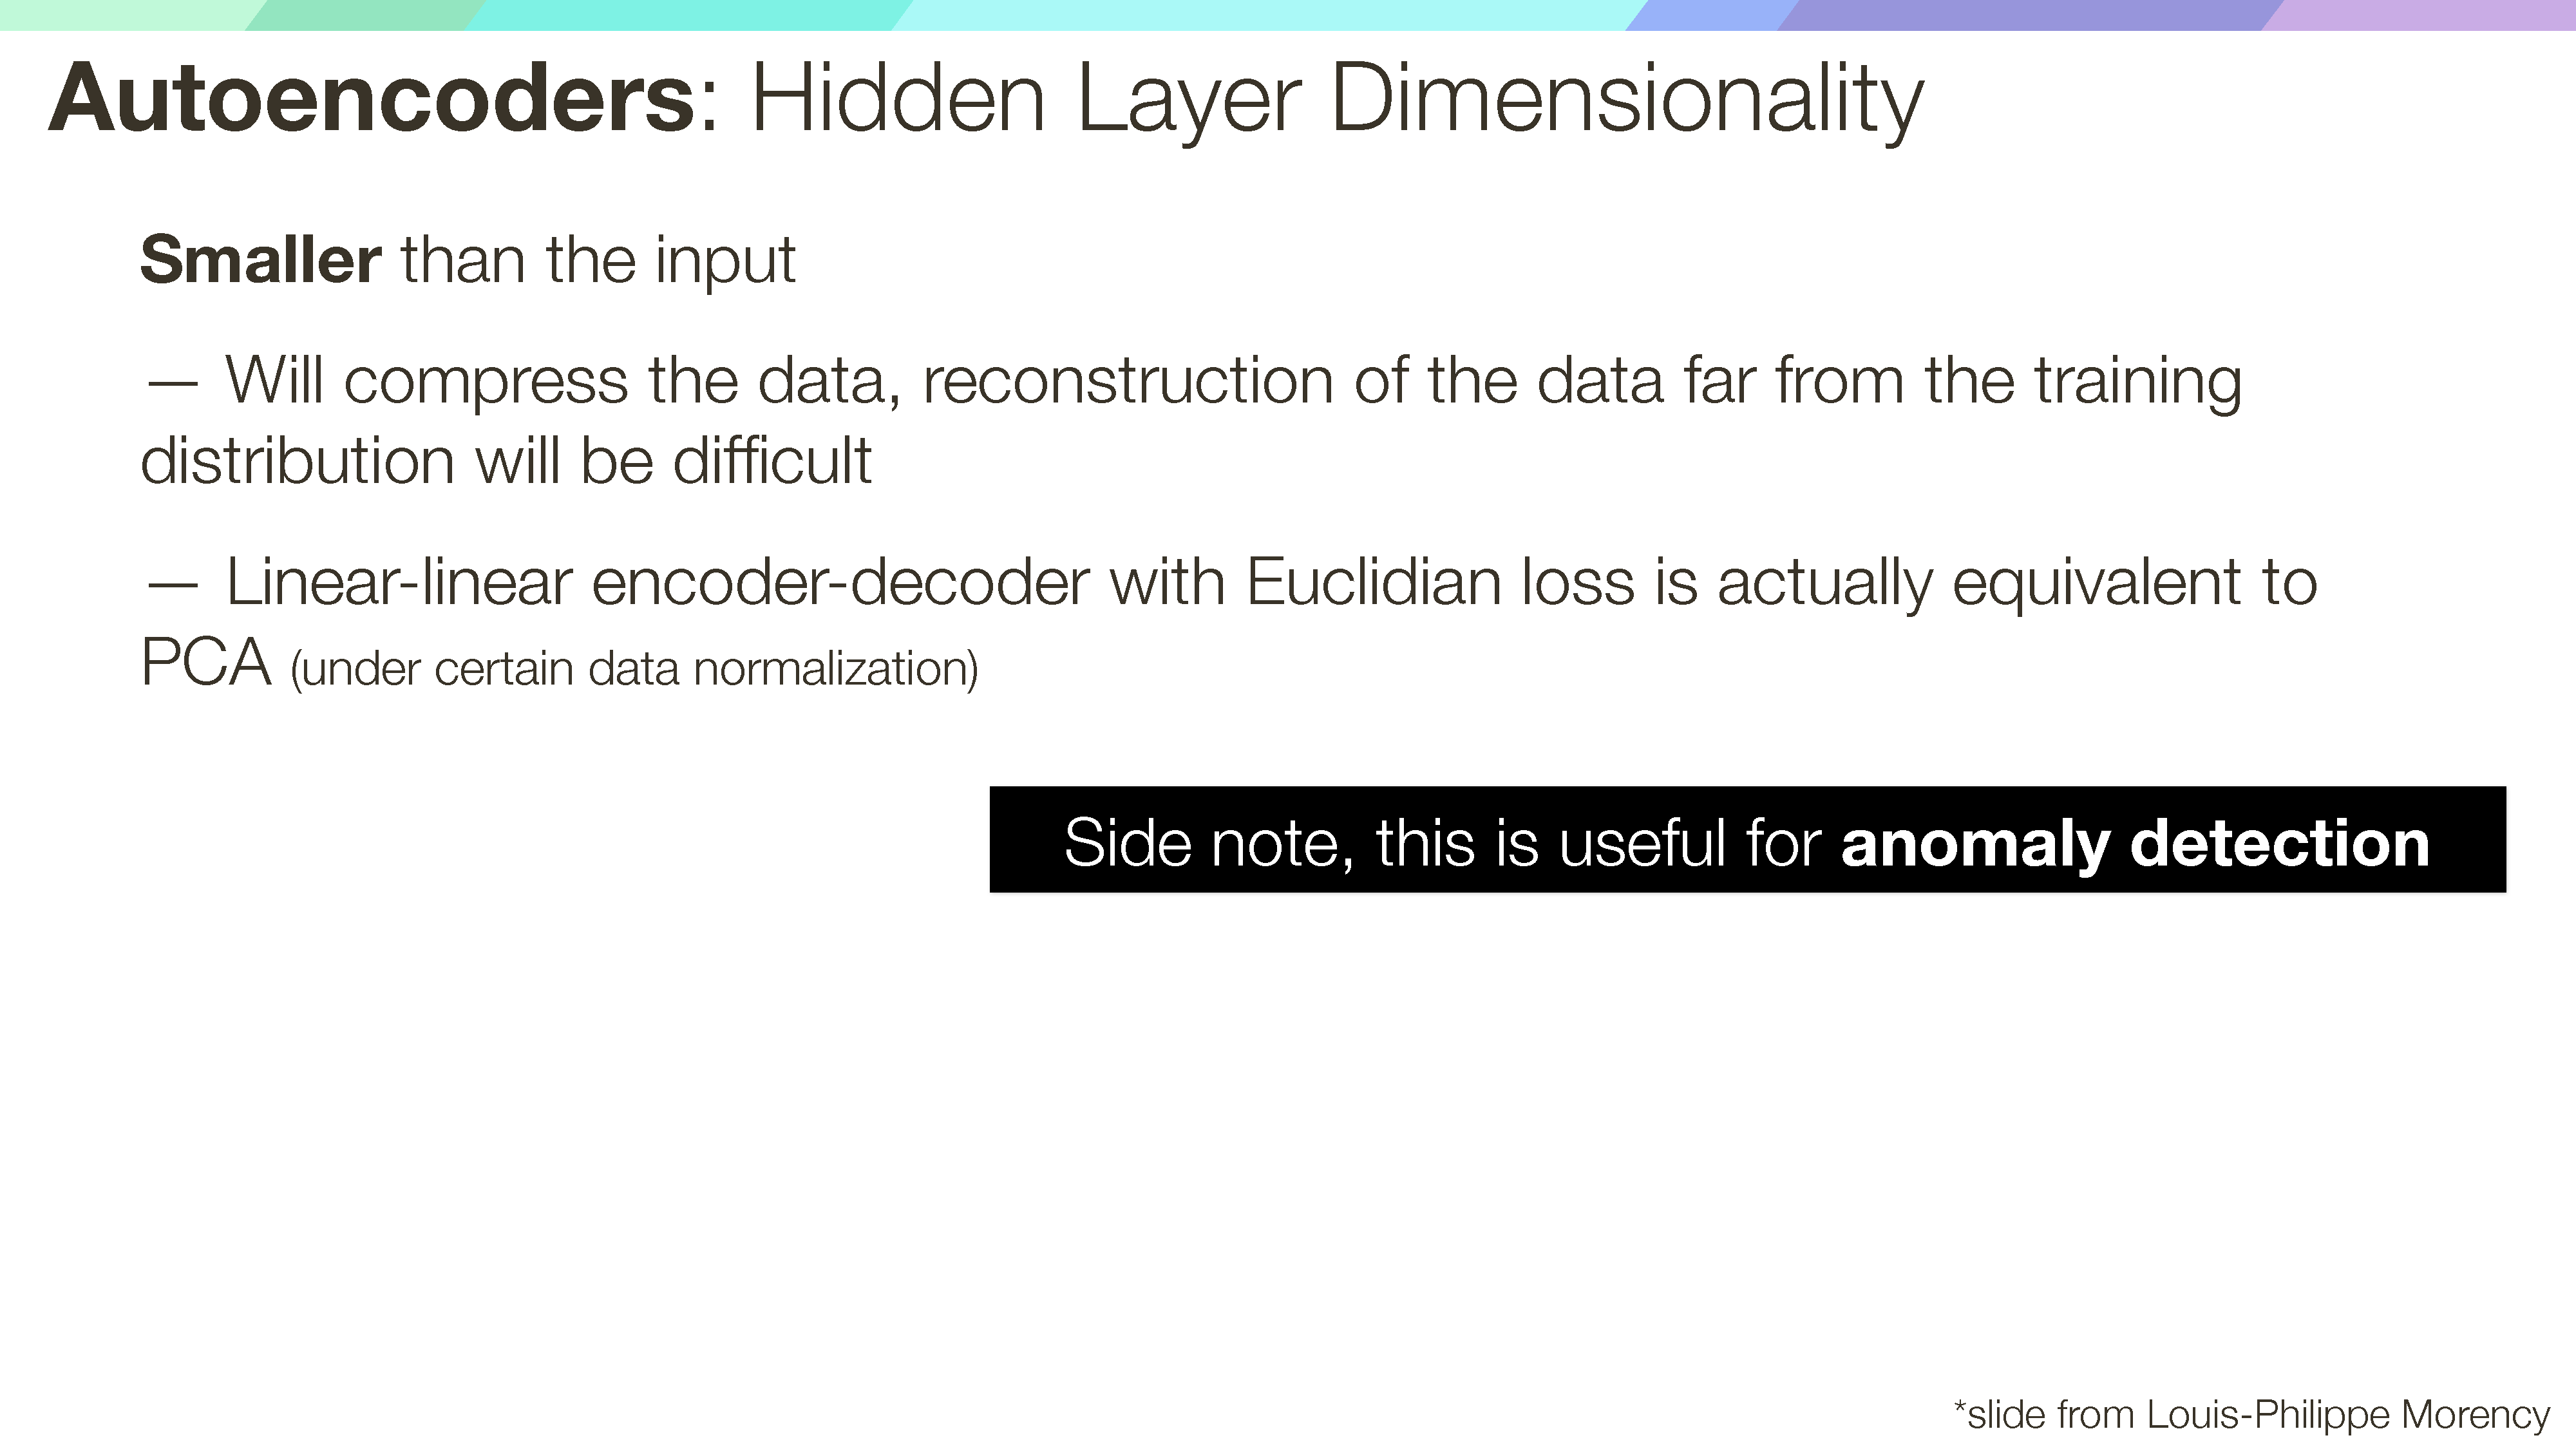 Autoencoders: Hidden Layer Dimensionality
Smaller than the input
— Will compress the data, reconstruction of the data far from the training
distribution will be difficult
— Linear-linear encoder-decoder with Euclidian loss is actually equivalent to
PCA (under certain data normalization)
Side note, this is useful for anomaly detection
*slide from Louis-Philippe Morency